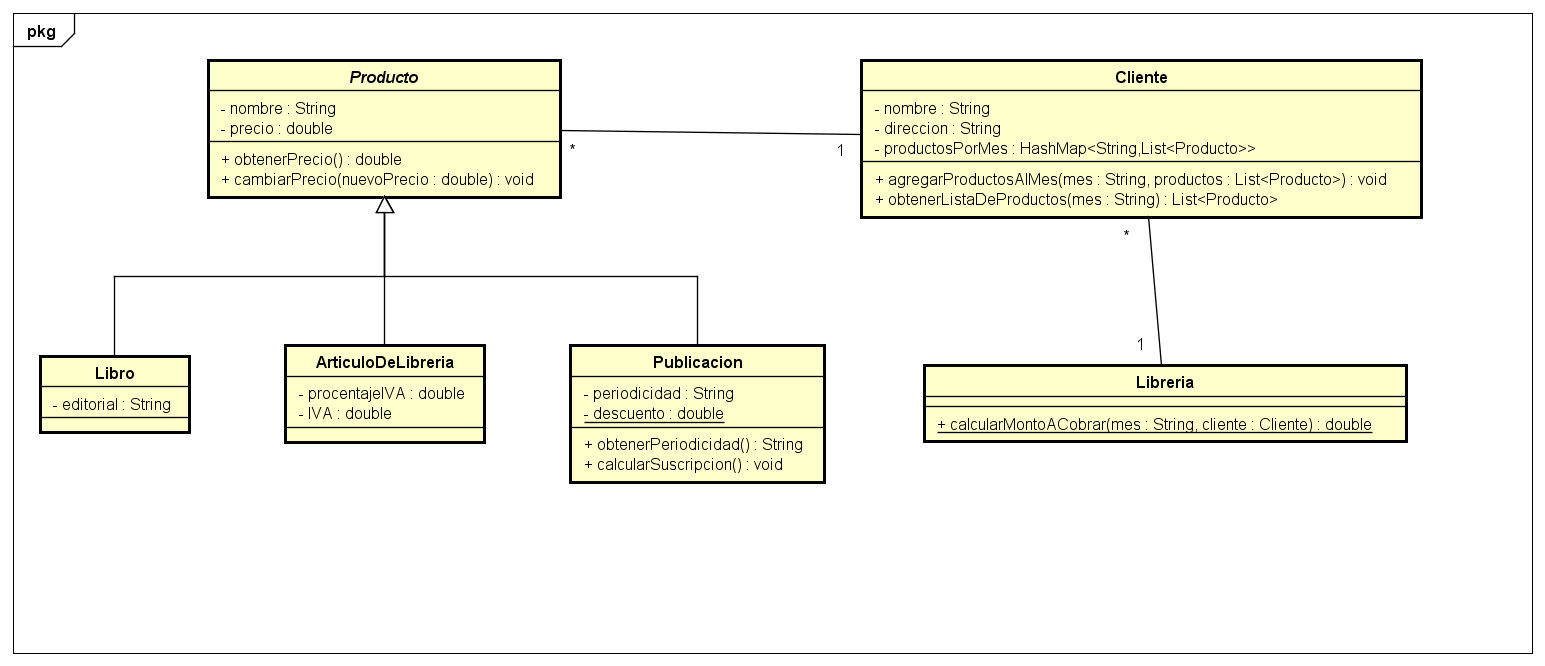 pkg
Producto
- nombre : String
- precio : double
+ obtenerPrecio() : double
+ cambiarPrecio(nuevoPrecio : double) : void
*
1
Cliente
- nombre : String
- direccion : String
- productosPorMes : HashMap<String,List<Producto>>
+ agregarProductosAlMes(mes : String, productos : List<Producto>) : void
+ obtenerListaDeProductos(mes : String) : List<Producto>
*
1
Libro
- editorial : String
ArticuloDeLibreria
- procentajeIVA : double
- IVA : double
Publicacion
- periodicidad : String
- descuento : double
+ obtenerPeriodicidad() : String
+ calcularSuscripcion() : void
Libreria
+ calcularMontoACobrar(mes : String, cliente : Cliente) : double